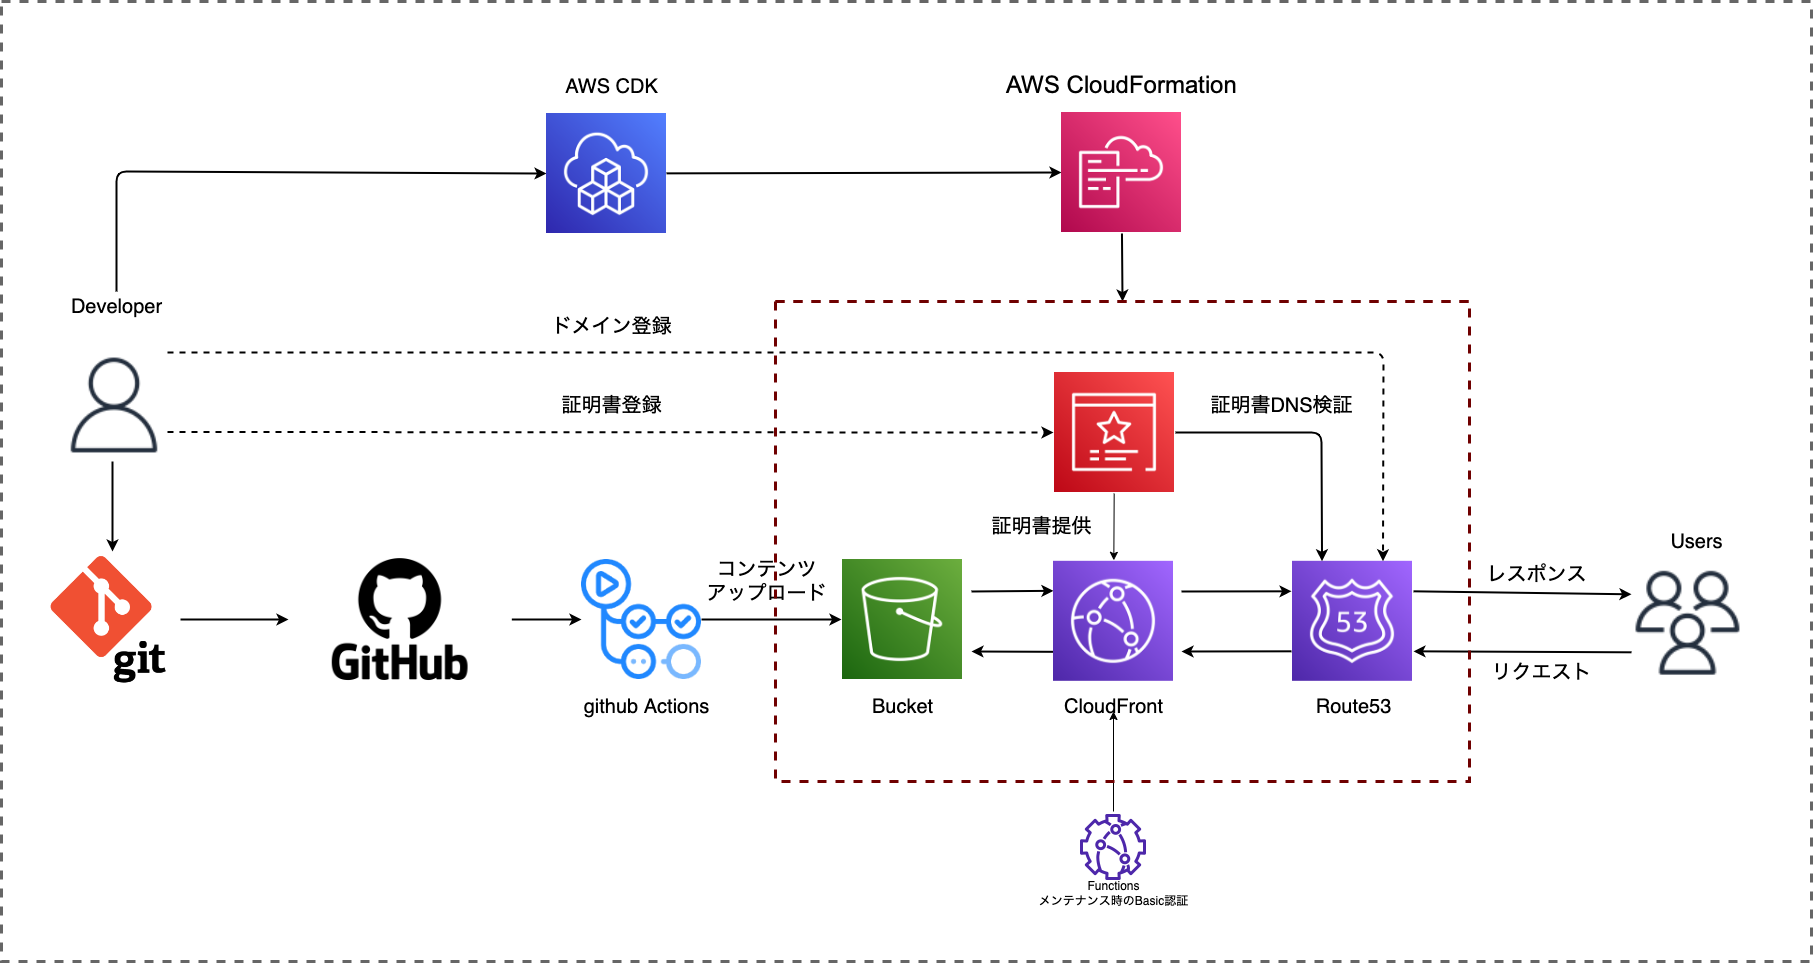 AWS CDK
AWS CloudFormation
Developer
ドメイン登録
証明書登録
証明書DNS検証
証明書提供
Users
コンテンツ
アップロード
レスポンス
53
リクエスト
git
GitHub
github Actions
Bucket
CloudFront
Route53
Functions
メンテナンス時のBasic認証